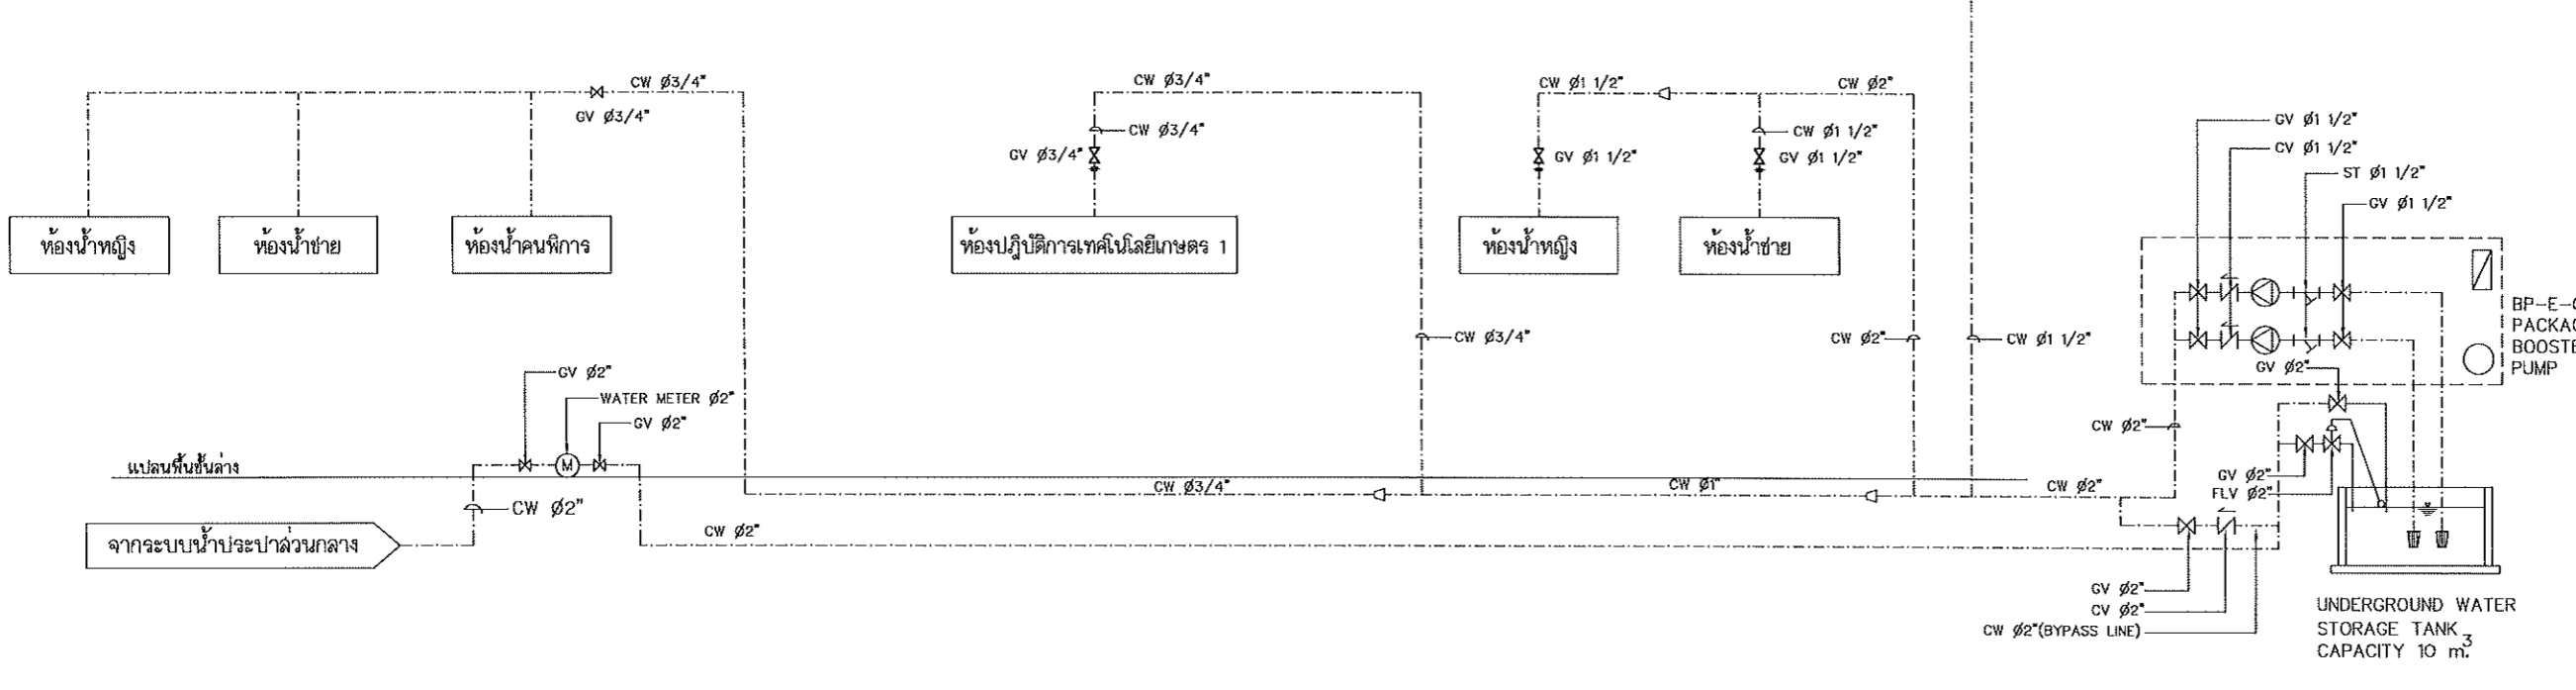 CW Ø3/4"
GV Ø3/4"
ห้องน้ำหญิง
ห้องน้ำชาย
ห้องน้ำคนพิการ
CW Ø3/4"
CW Ø3/4"
GV Ø3/4"
ห้องปฏิบัติการเทคโนโลยีเกษตร 1
CW Ø3/4"
CW Ø1 1/2"
CW Ø2"
CW Ø1 1/2"
GV Ø1 1/2"
GV Ø1 1/2"
ห้องน้ำหญิง
ห้องน้ำชาย
CW Ø2"
CW Ø1 1/2"
GV Ø1 1/2"
CV Ø1 1/2"
ST Ø1 1/2"
GV Ø1 1/2"
PUMP
GV Ø2"
CW Ø2"
GV Ø2"
FLV Ø2"
GV Ø2"
WATER METER Ø2"
GV Ø2"
M
แปลนพื้นชั้นล่าง
CW Ø2"
จากระบบน้ำประปาส่วนกลาง
CW Ø2"
CW Ø3/4"
CW Ø1"
CW Ø2"
GV Ø2"
CV Ø2"
CW Ø2"(BYPASS LINE)
UNDERGROUND WATER
STORAGE TANK
CAPACITY 10 m.3